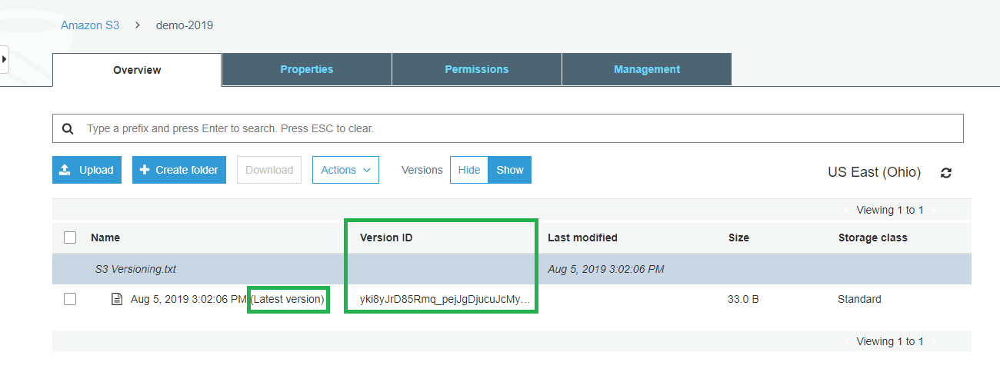 Amazon S3 > demo-2019
Overview Properties Permissions Management
Type a prefix and press Enter to search. Press ESC to clear.
Upload Create folder Download Actions Versions Hide Show US East (Ohio)
Viewing 1 to 1
Name Version ID Last modified Size Storage class
S3 Versioning.txt Aug 5, 2019 3:02:06 PM
Aug 5, 2019 3:02:06 PM (Latest version) yki8yJrD85Rmq_pejJgDjucuJcMy... 33.0 B Standard
Viewing 1 to 1